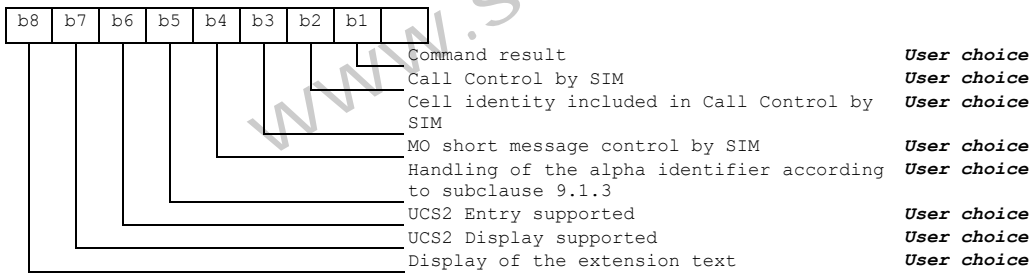 b8 b7 b6 b5 b4 b3 b2 b1
Command result User choice
Call Control by SIM User choice
Cell identity included in Call Control by User choice
SIM
MO short message control by SIM User choice
Handling of the alpha identifier according User choice
to subclause 9.1.3
UCS2 Entry supported User choice
UCS2 Display supported User choice
Display of the extension text User choice
www.s